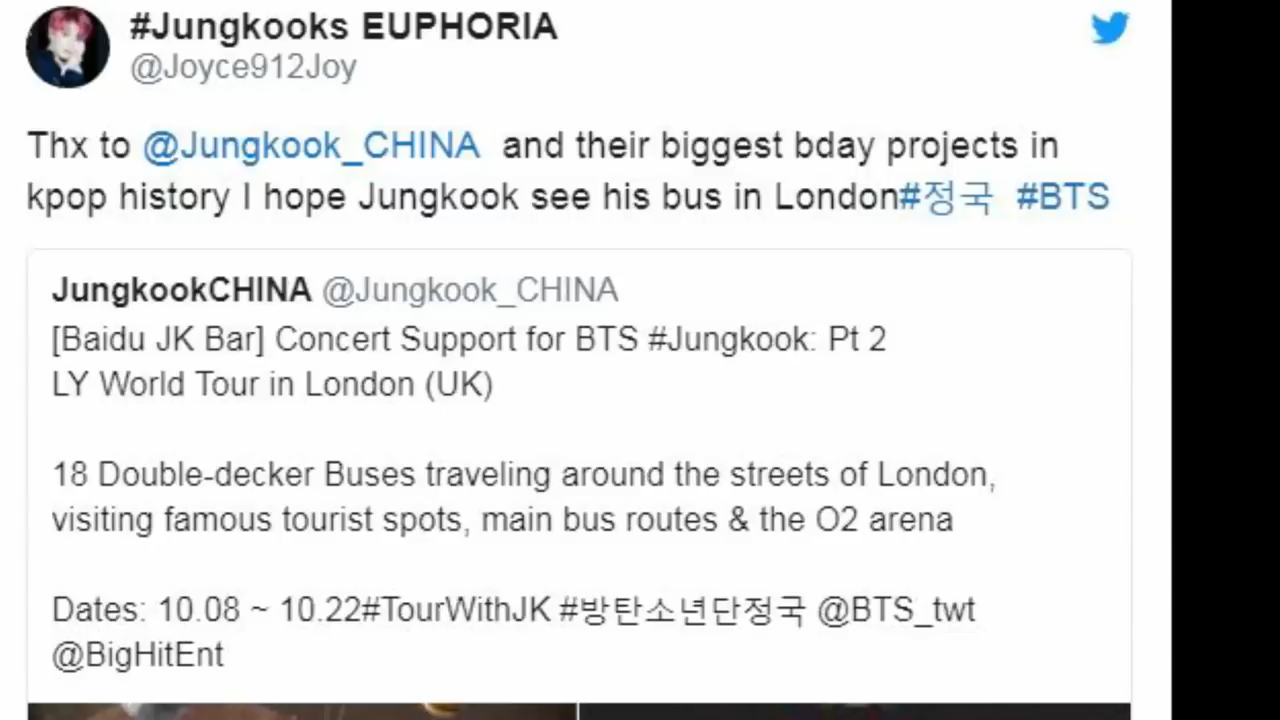 #Jungkooks EUPHORIA
@Joyce912Joy
Thx to @Jungkook_CHINA and their biggest bday projects in
kpop history I hope Jungkook see his bus in London#정국 #BTS
JungkookCHINA @Jungkook_CHINA
[Baidu JK Bar] Concert Support for BTS #Jungkook: Pt 2
LY World Tour in London (UK)
18 Double-decker Buses traveling around the streets of London,
visiting famous tourist spots, main bus routes & the O2 arena
Dates: 10.08 ~ 10.22#TourWithJK #방탄소년단정국 @BTS_twt
@BigHitEnt